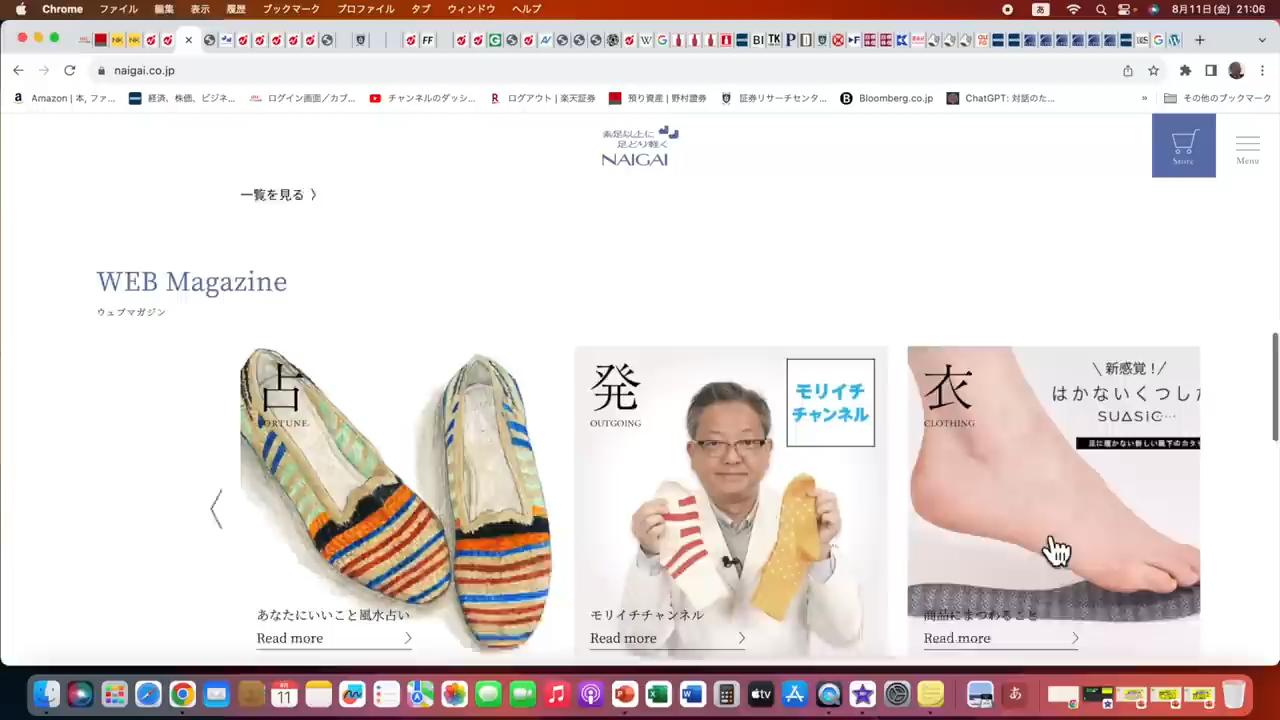 Chrome ファイル 編集 表示 履歴 ブックマーク プロファイル タブ ウィンドウ ヘルプ
あ 8月11日(金) 21:06
naigai.co.jp
Amazon | 本, ファ...
経済、株価、ビジネ...
ログイン画面／カブ...
チャンネルのダッシ...
ログアウト | 楽天証券
預り資産 | 野村證券
証券リサーチセンタ...
Bloomberg.co.jp
ChatGPT: 対話のた...
»
その他のブックマーク
素足以上に
足どり軽く
NAIGAI
Store
Menu
一覧を見る 〉
WEB Magazine
ウェブマガジン
占
FORTUNE
あなたにいいこと風水占い
Read more
発
OUTGOING
モリイチ
チャンネル
モリイチチャンネル
Read more
衣
CLOTHING
＼ 新感覚！／
はかないくつした
SUASiC
商品にまつわること
Read more
11
あ